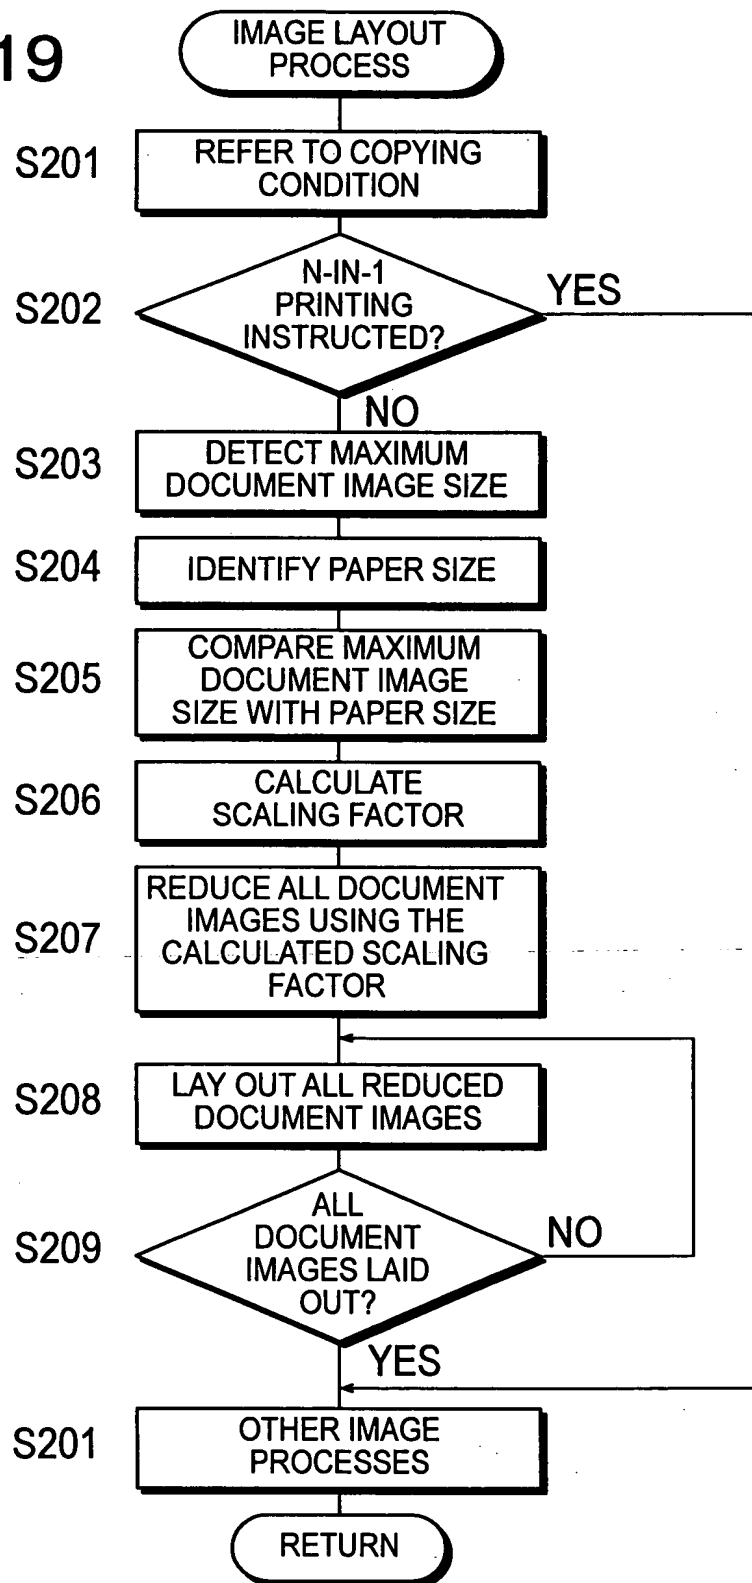 19
IMAGE LAYOUT
PROCESS
S201
REFER TO COPYING
CONDITION
S202
N-IN-1
PRINTING
INSTRUCTED?
YES
NO
S203
DETECT MAXIMUM
DOCUMENT IMAGE SIZE
S204
IDENTIFY PAPER SIZE
S205
COMPARE MAXIMUM
DOCUMENT IMAGE
SIZE WITH PAPER SIZE
S206
CALCULATE
SCALING FACTOR
S207
REDUCE ALL DOCUMENT
IMAGES USING THE
CALCULATED SCALING
FACTOR
S208
LAY OUT ALL REDUCED
DOCUMENT IMAGES
S209
ALL
DOCUMENT
IMAGES LAID
OUT?
NO
YES
S201
OTHER IMAGE
PROCESSES
RETURN